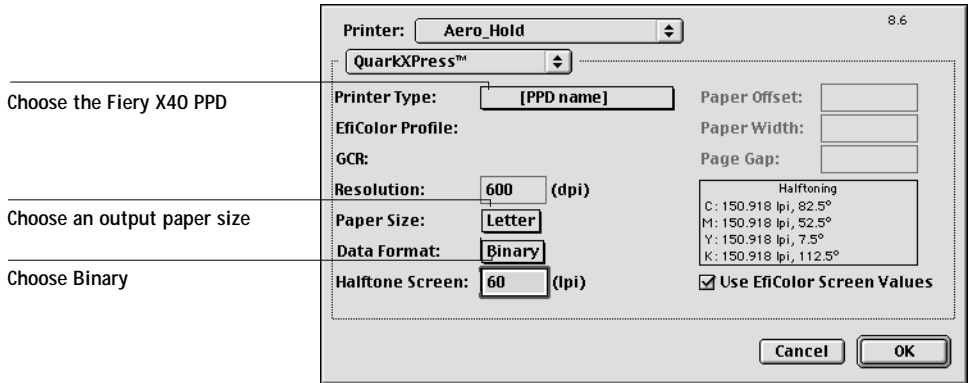 Choose the Fiery X40 PPD
Choose an output paper size
Choose Binary
8.6
Printer: Aero_Hold
QuarkXPress™
Printer Type: [PPD name]
Paper Offset:
EfiColor Profile:
Paper Width:
GCR:
Page Gap:
Resolution: 600 (dpi)
Halftoning
C: 150.918 lpi, 82.5°
M: 150.918 lpi, 52.5°
Y: 150.918 lpi, 7.5°
K: 150.918 lpi, 112.5°
Paper Size: Letter
Data Format: Binary
Halftone Screen: 60 (lpi)
Use EfiColor Screen Values
Cancel
OK